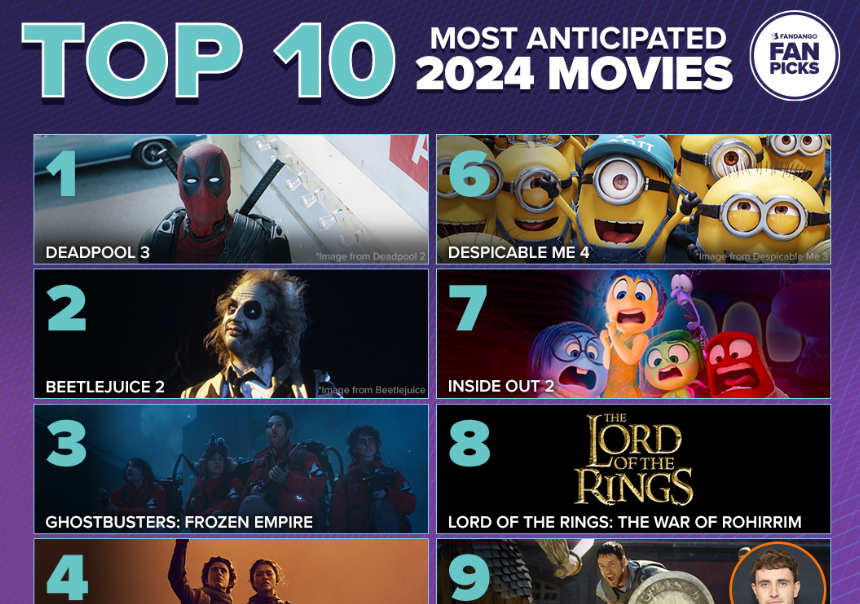 TOP 10
MOST ANTICIPATED
2024 MOVIES
FANDANGO
FAN
PICKS
1
DEADPOOL 3
*Image from Deadpool 2
2
BEETLEJUICE 2
*Image from Beetlejuice
3
GHOSTBUSTERS: FROZEN EMPIRE
4
6
DESPICABLE ME 4
*Image from Despicable Me 3
7
INSIDE OUT 2
8
THE
LORD
OF THE
RINGS
LORD OF THE RINGS: THE WAR OF ROHIRRIM
9